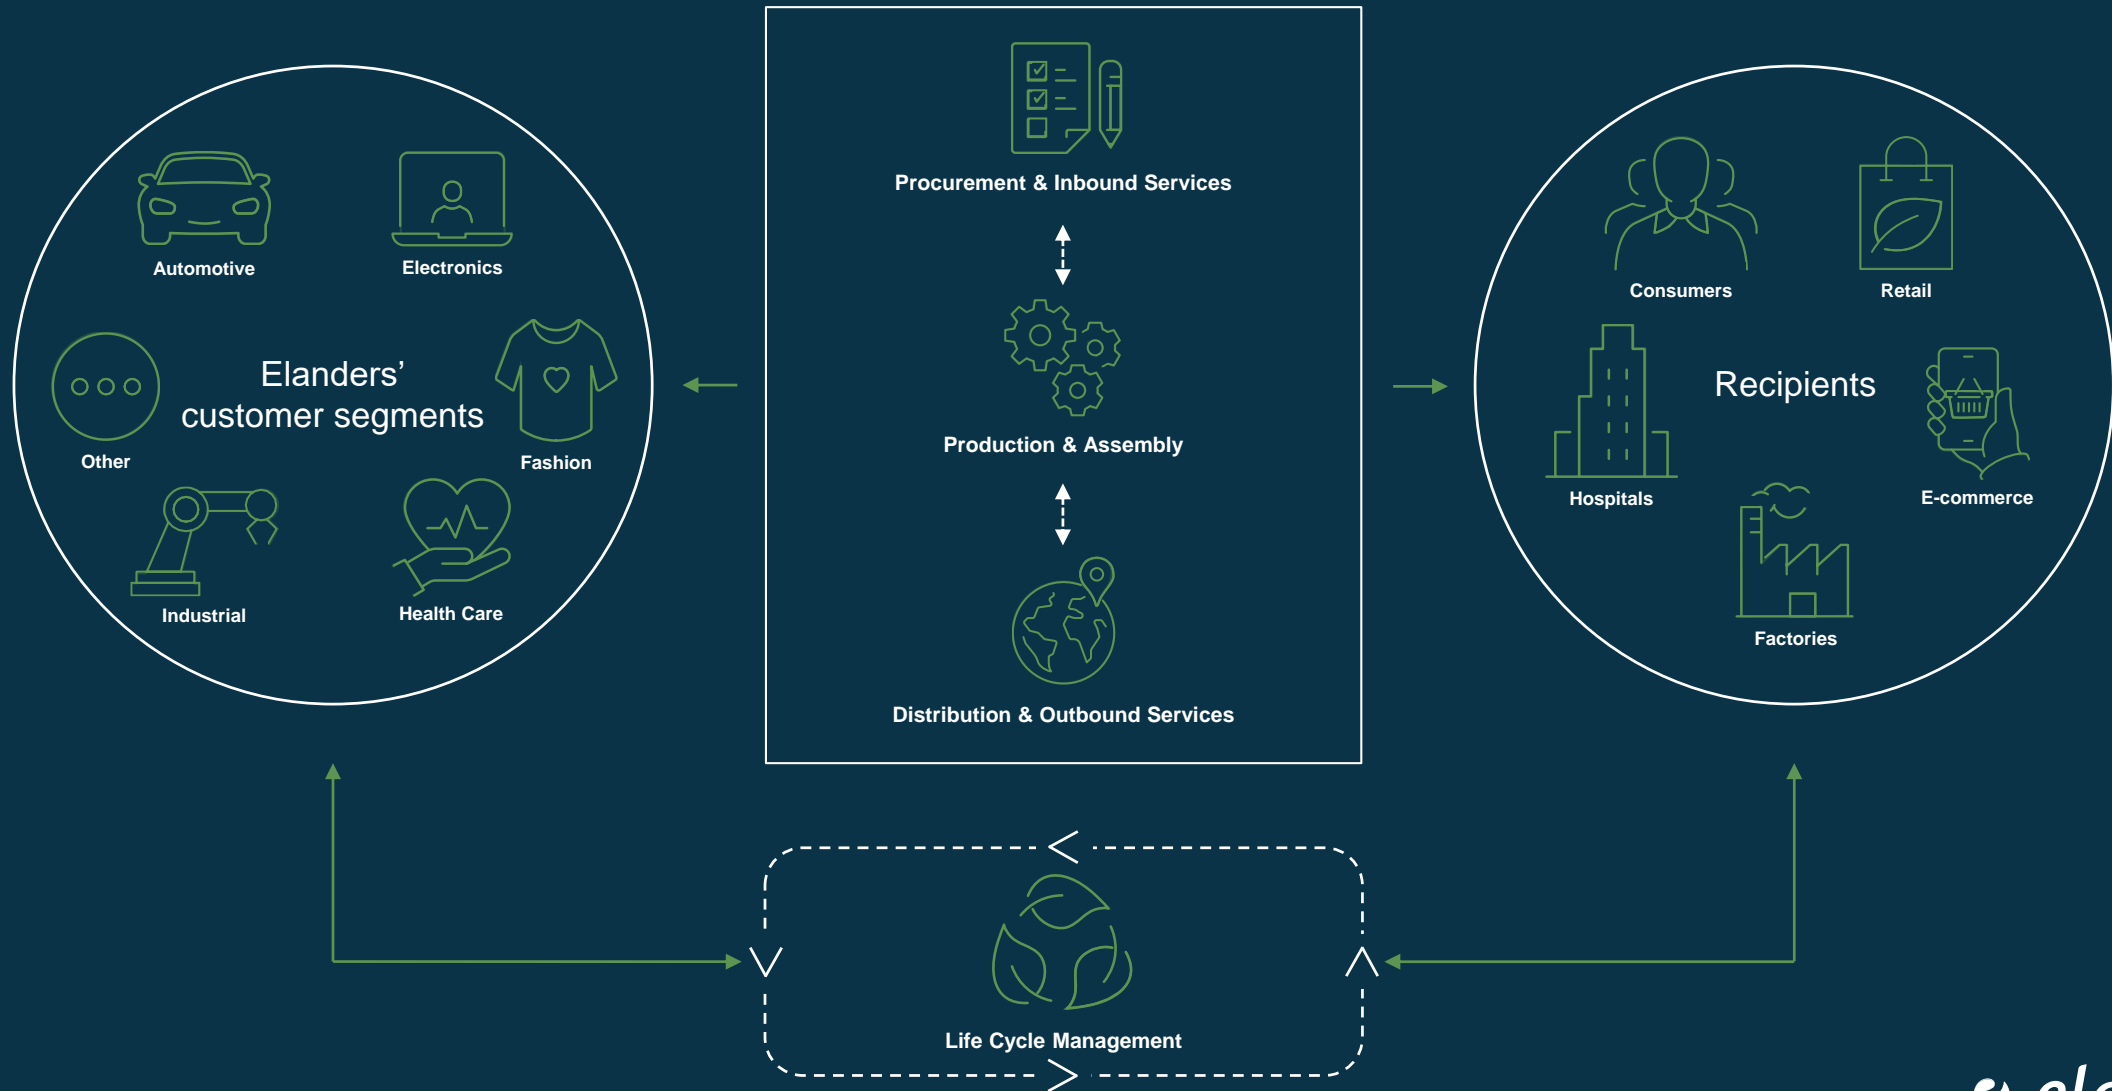 Automotive
Electronics
Elanders’
customer segments
Other
Fashion
Industrial
Health Care
Procurement & Inbound Services
Production & Assembly
Distribution & Outbound Services
Consumers
Retail
Recipients
Hospitals
E-commerce
Factories
Life Cycle Management